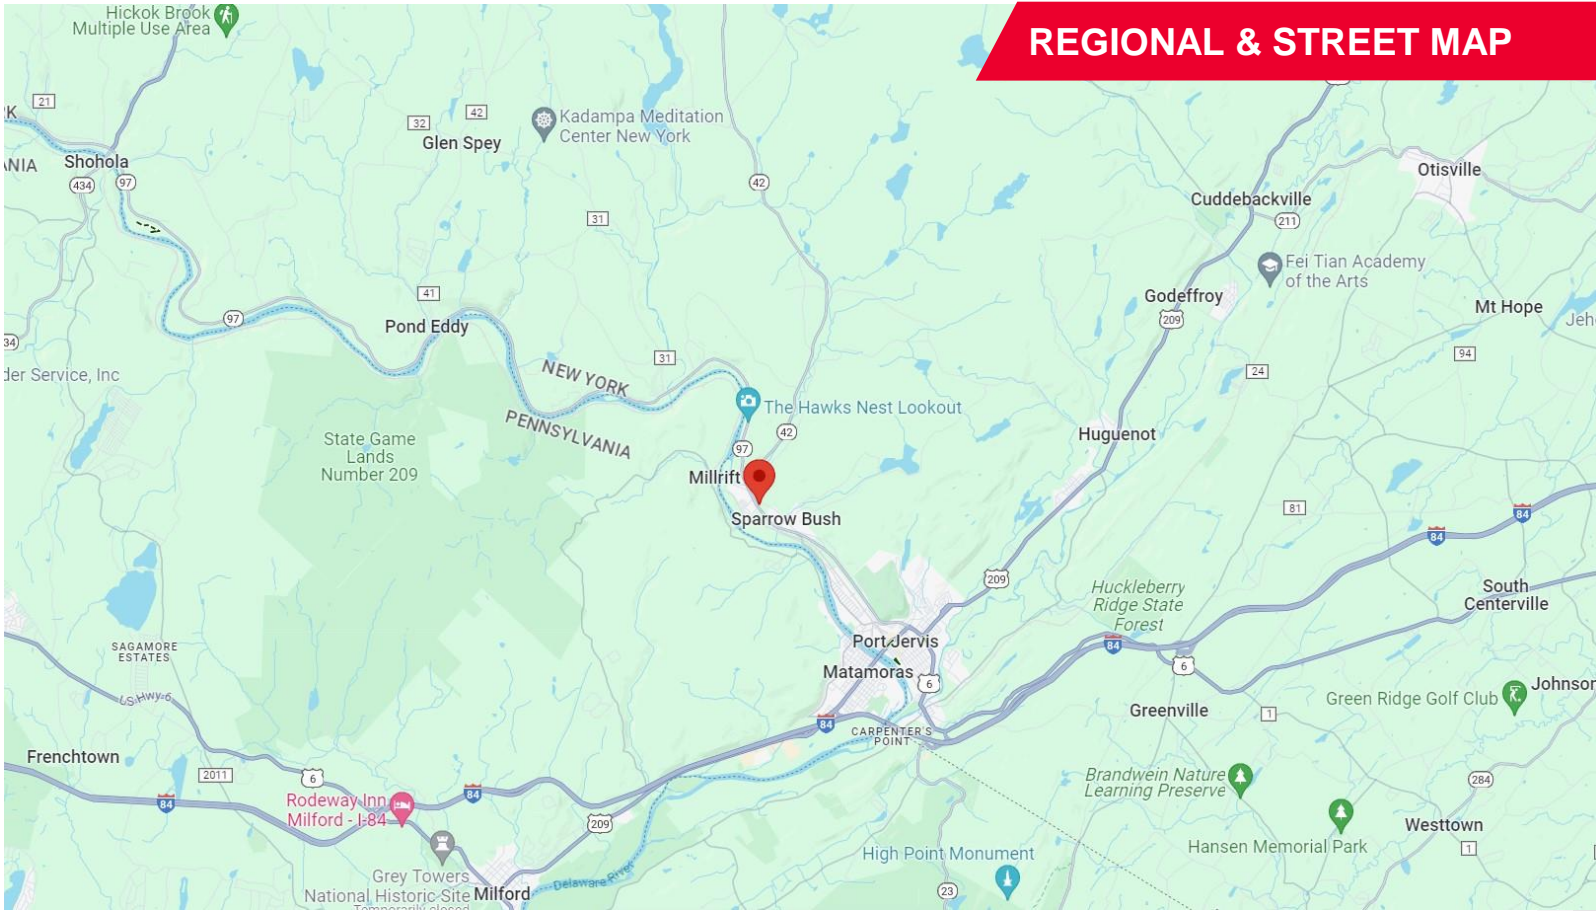 REGIONAL & STREET MAP
Hickok Brook
Multiple Use Area
21
42
32
Glen Spey
Kadampa Meditation
Center New York
Shohola
434
97
42
31
Otisville
Cuddebackville
211
Fei Tian Academy
of the Arts
Godeffroy
209
Mt Hope
41
97
Pond Eddy
31
94
24
NEW YORK
PENNSYLVANIA
The Hawks Nest Lookout
42
97
State Game
Lands
Number 209
Huguenot
Millrift
Sparrow Bush
81
84
84
209
Huckleberry
Ridge State
Forest
South
Centerville
SAGAMORE
ESTATES
Port Jervis
Matamoras
6
84
6
US Hwy 6
Green Ridge Golf Club
Johnson
Greenville
1
84
CARPENTER'S
POINT
Frenchtown
2011
6
84
84
Brandwein Nature
Learning Preserve
284
Rodeway Inn
Milford - I-84
209
Hansen Memorial Park
Westtown
1
High Point Monument
23
Grey Towers
National Historic Site
Temporarily closed
Milford
Delaware River